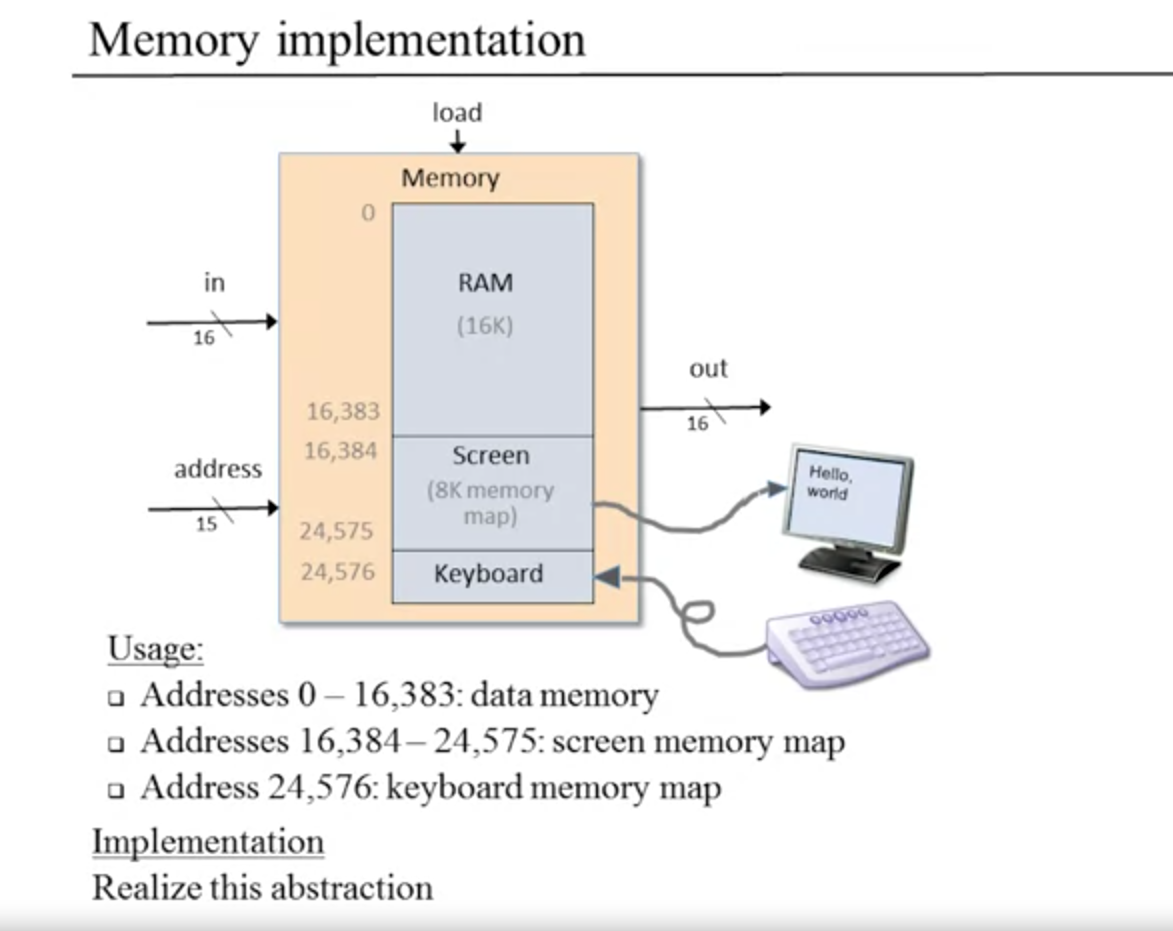 Memory implementation
load
Memory
0
in
RAM
16
(16K)
out
16,383
16
16,384
Screen
address
(8K memory
map)
Hello,
world
15
24,575
24,576
Keyboard
Usage:
❑ Addresses 0 – 16,383: data memory
❑ Addresses 16,384– 24,575: screen memory map
❑ Address 24,576: keyboard memory map
Implementation
Realize this abstraction